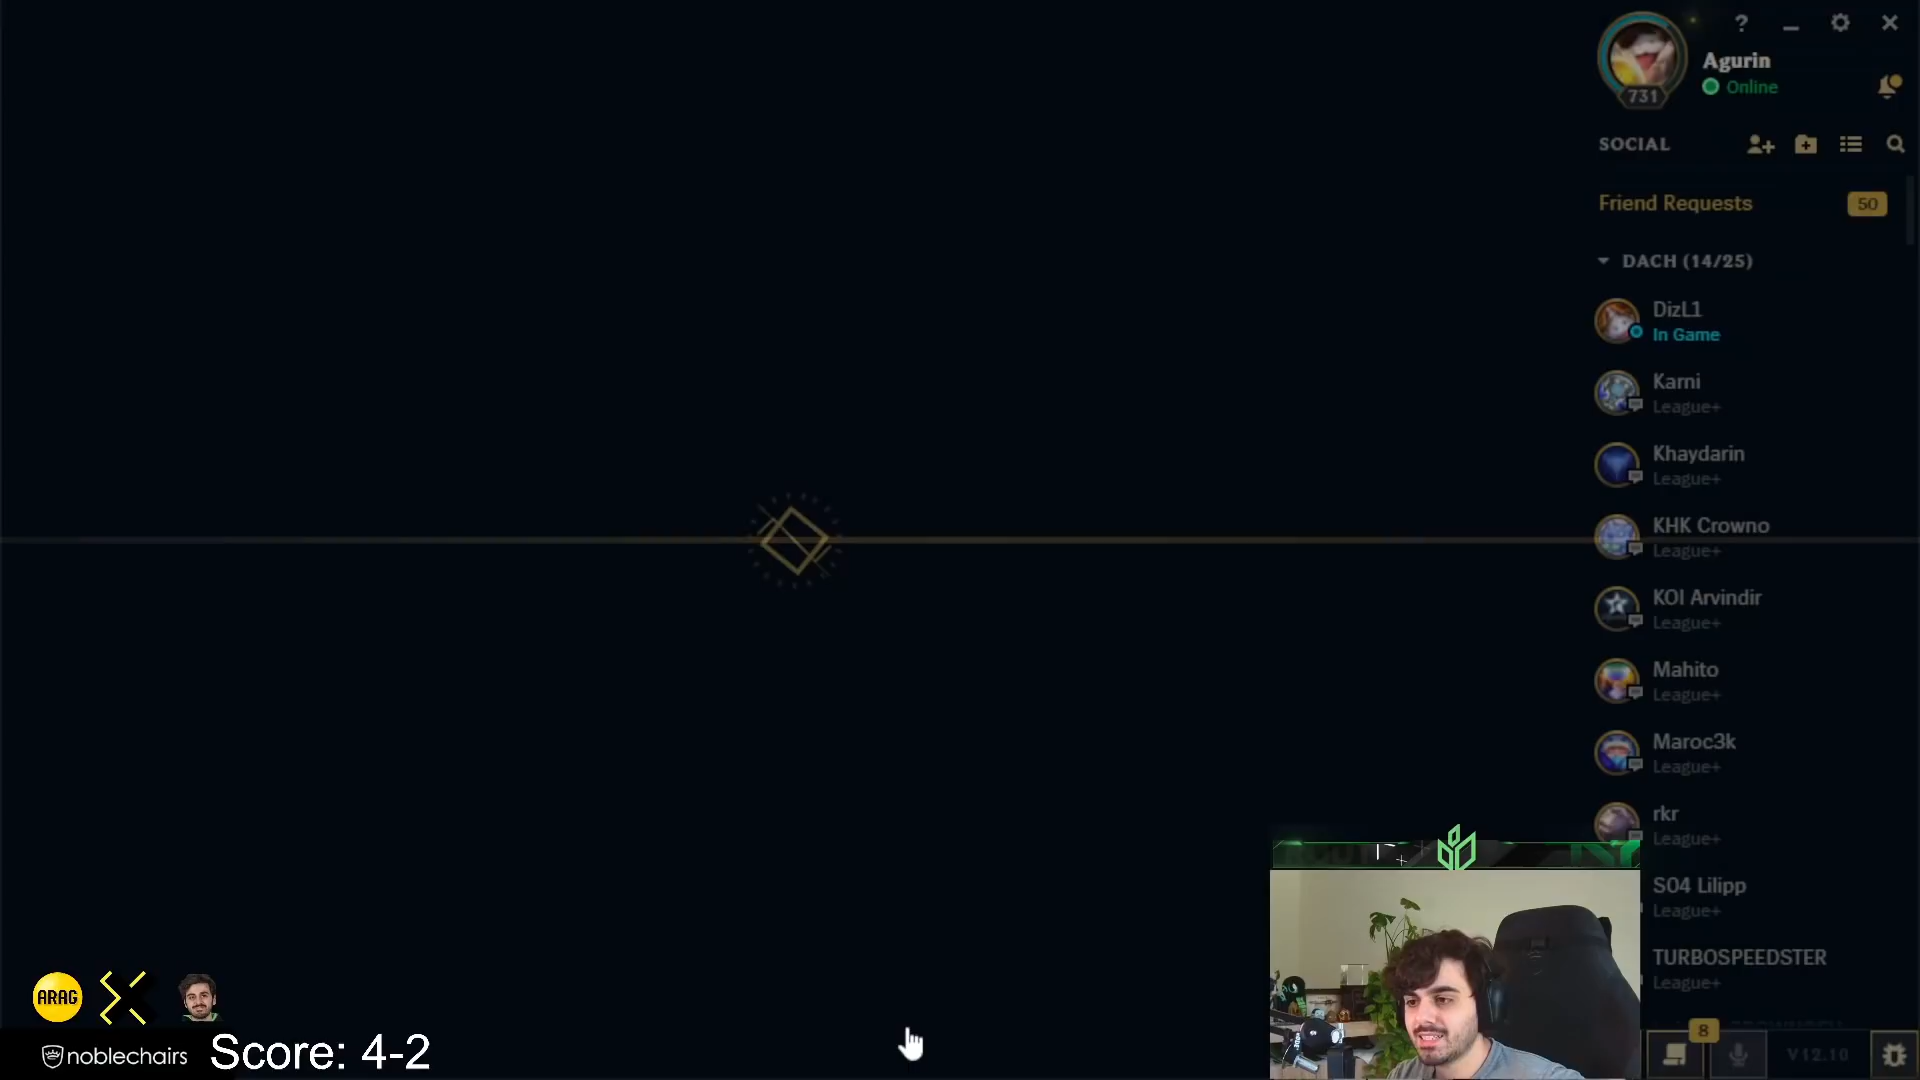 ?
Agurin
731
Online
SOCIAL
Friend Requests
50
DACH (14/25)
DizL1
In Game
Karni
League+
Khaydarin
League+
KHK Crowno
League+
KOI Arvindir
League+
Mahito
League+
Maroc3k
League+
rkr
League+
S04 Lilipp
League+
TURBOSPEEDSTER
League+
8
V12.10
ARAG
noblechairs
Score: 4-2